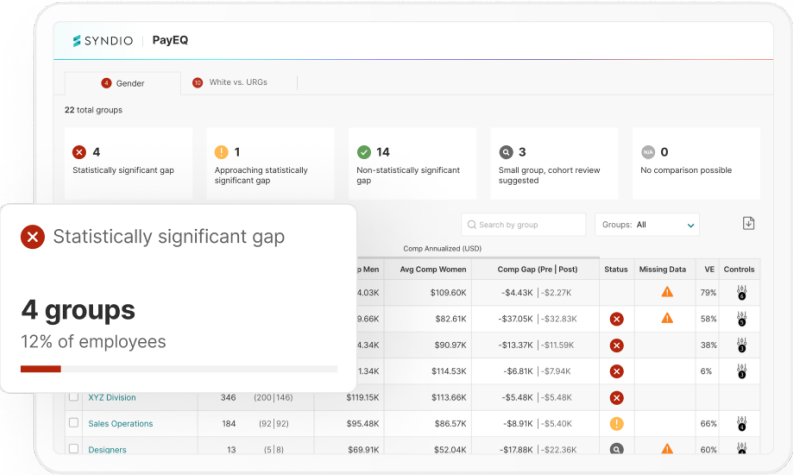 SYNDIO PayEQ
4 Gender 10 White vs. URGs
22 total groups
4 1 14 3 N/A 0
Statistically significant gap
Approaching statistically
significant gap
Non-statistically significant
gap
Small group, cohort review
suggested
No comparison possible
Statistically significant gap
4 groups
12% of employees
Search by group Groups: All
Comp Annualized (USD)
p Men Avg Comp Women Comp Gap (Pre | Post) Status Missing Data VE Controls
4.03K $109.60K -$4.43K | -$2.27K 79% 6
9.66K $82.61K -$37.05K | -$32.83K 58% 5
4.34K $90.97K -$13.37K | -$11.59K 38%
1.34K $114.53K -$6.81K | -$7.94K 6%
XYZ Division 346 (200|146) $119.15K $113.66K -$5.48K | -$5.48K
Sales Operations 184 (92|92) $95.48K $86.57K -$8.91K | -$5.40K 66%
Designers 13 (5|8) $69.91K $52.04K -$17.88K | -$22.36K 60%